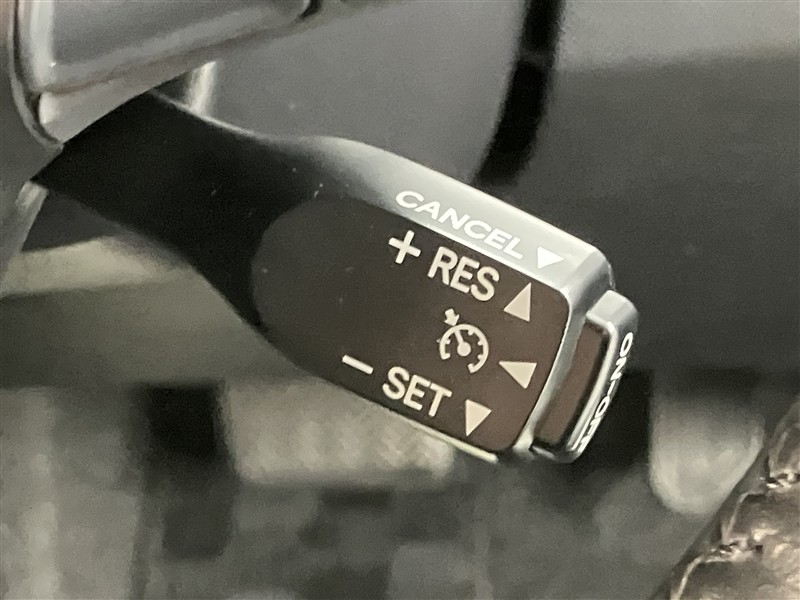 CANCEL ▼
+ RES ▲
◀
− SET ▼
ON-OFF